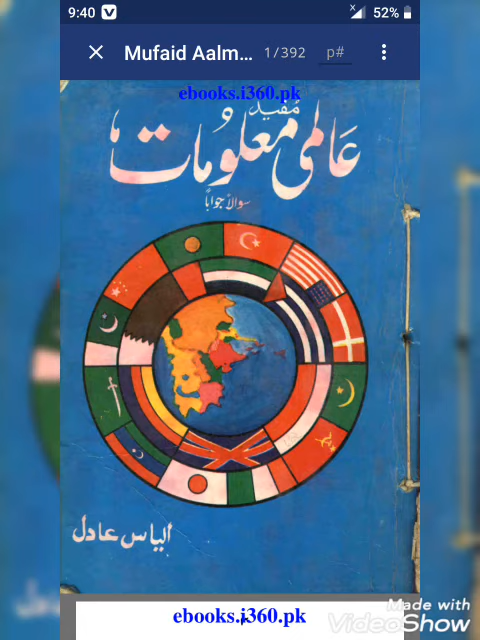 9:40
52%
Mufaid Aalm... 1/392 p#
ebooks.i360.pk
مفید
عالمی معلومات
سوالاً جواباً
الیاس عادل
ebooks.i360.pk
Made with
VideoShow